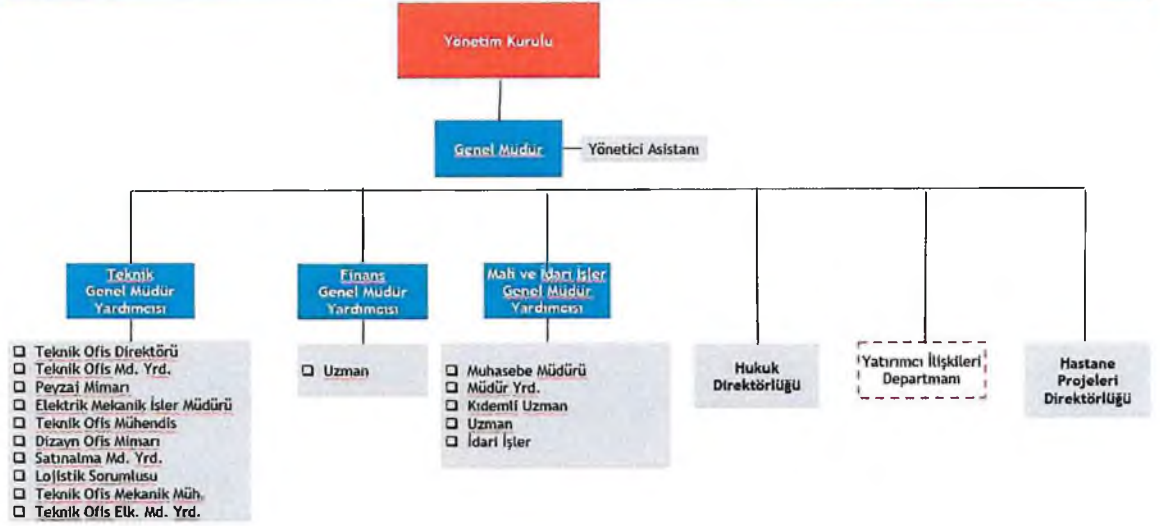 Yönetim Kurulu
Genel Müdür
Yönetici Asistanı
Teknik
Genel Müdür
Yardımcısı
Finans
Genel Müdür
Yardımcısı
Mali ve İdari İşler
Genel Müdür
Yardımcısı
❑ Teknik Ofis Direktörü
❑ Teknik Ofis Md. Yrd.
❑ Peyzaj Mimarı
❑ Elektrik Mekanik İşler Müdürü
❑ Teknik Ofis Mühendis
❑ Dizayn Ofis Mimarı
❑ Satınalma Md. Yrd.
❑ Lojistik Sorumlusu
❑ Teknik Ofis Mekanik Müh.
❑ Teknik Ofis Elk. Md. Yrd.
❑ Uzman
❑ Muhasebe Müdürü
❑ Müdür Yrd.
❑ Kıdemli Uzman
❑ Uzman
❑ İdari İşler
Hukuk
Direktörlüğü
Yatırımcı İlişkileri
Departmanı
Hastane
Projeleri
Direktörlüğü